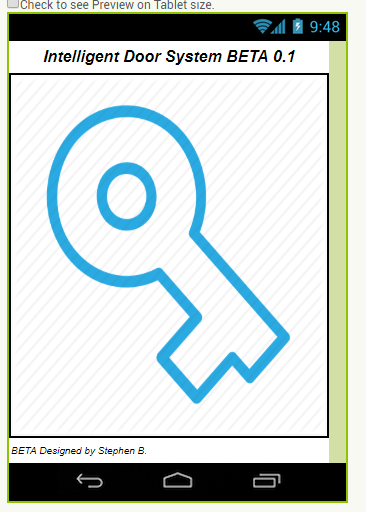 Check to see Preview on Tablet size.
9:48
Intelligent Door System BETA 0.1
BETA Designed by Stephen B.